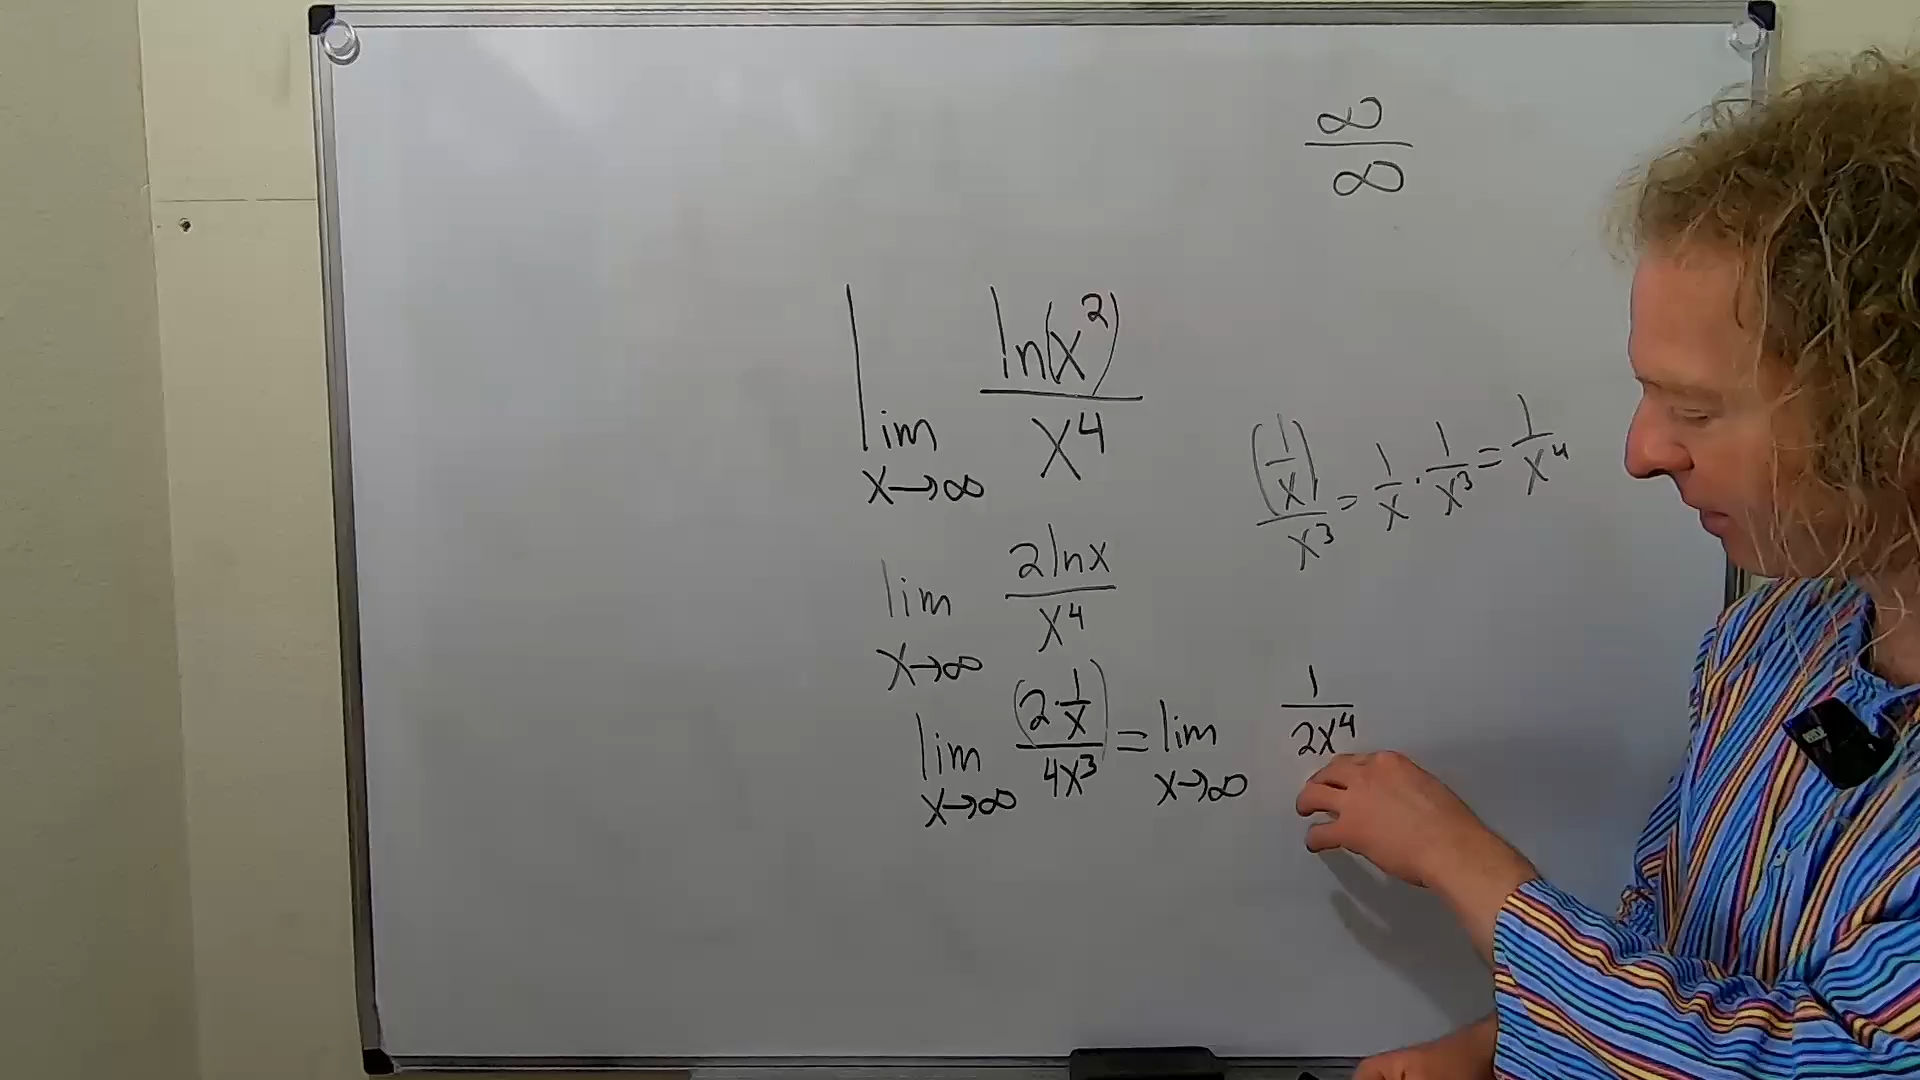 ∞
∞
ln(x²)
lim x⁴
x→∞
(1/x)/x³ = 1/x · 1/x³ = 1/x⁴
lim 2lnx/x⁴
x→∞
lim (2·1/x)/4x³ = lim 1/2x⁴
x→∞ x→∞